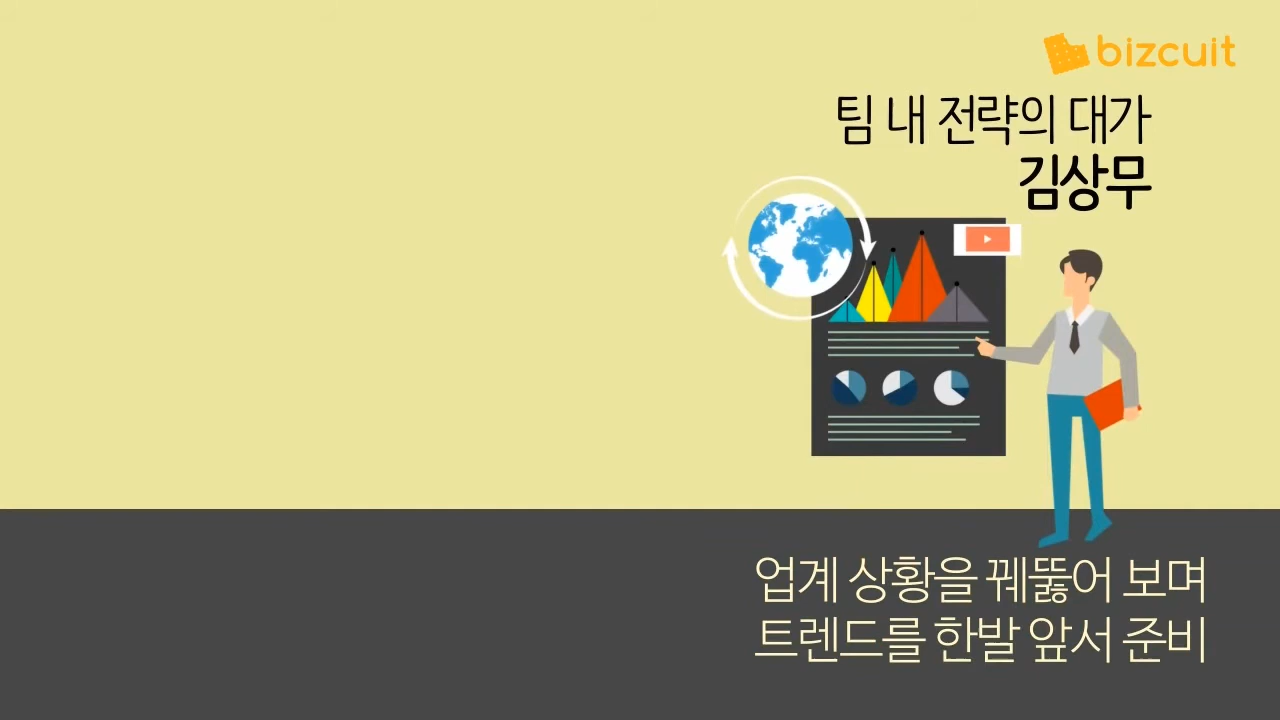 bizcuit
팀 내 전략의 대가
김상무
업계 상황을 꿰뚫어 보며
트렌드를 한발 앞서 준비